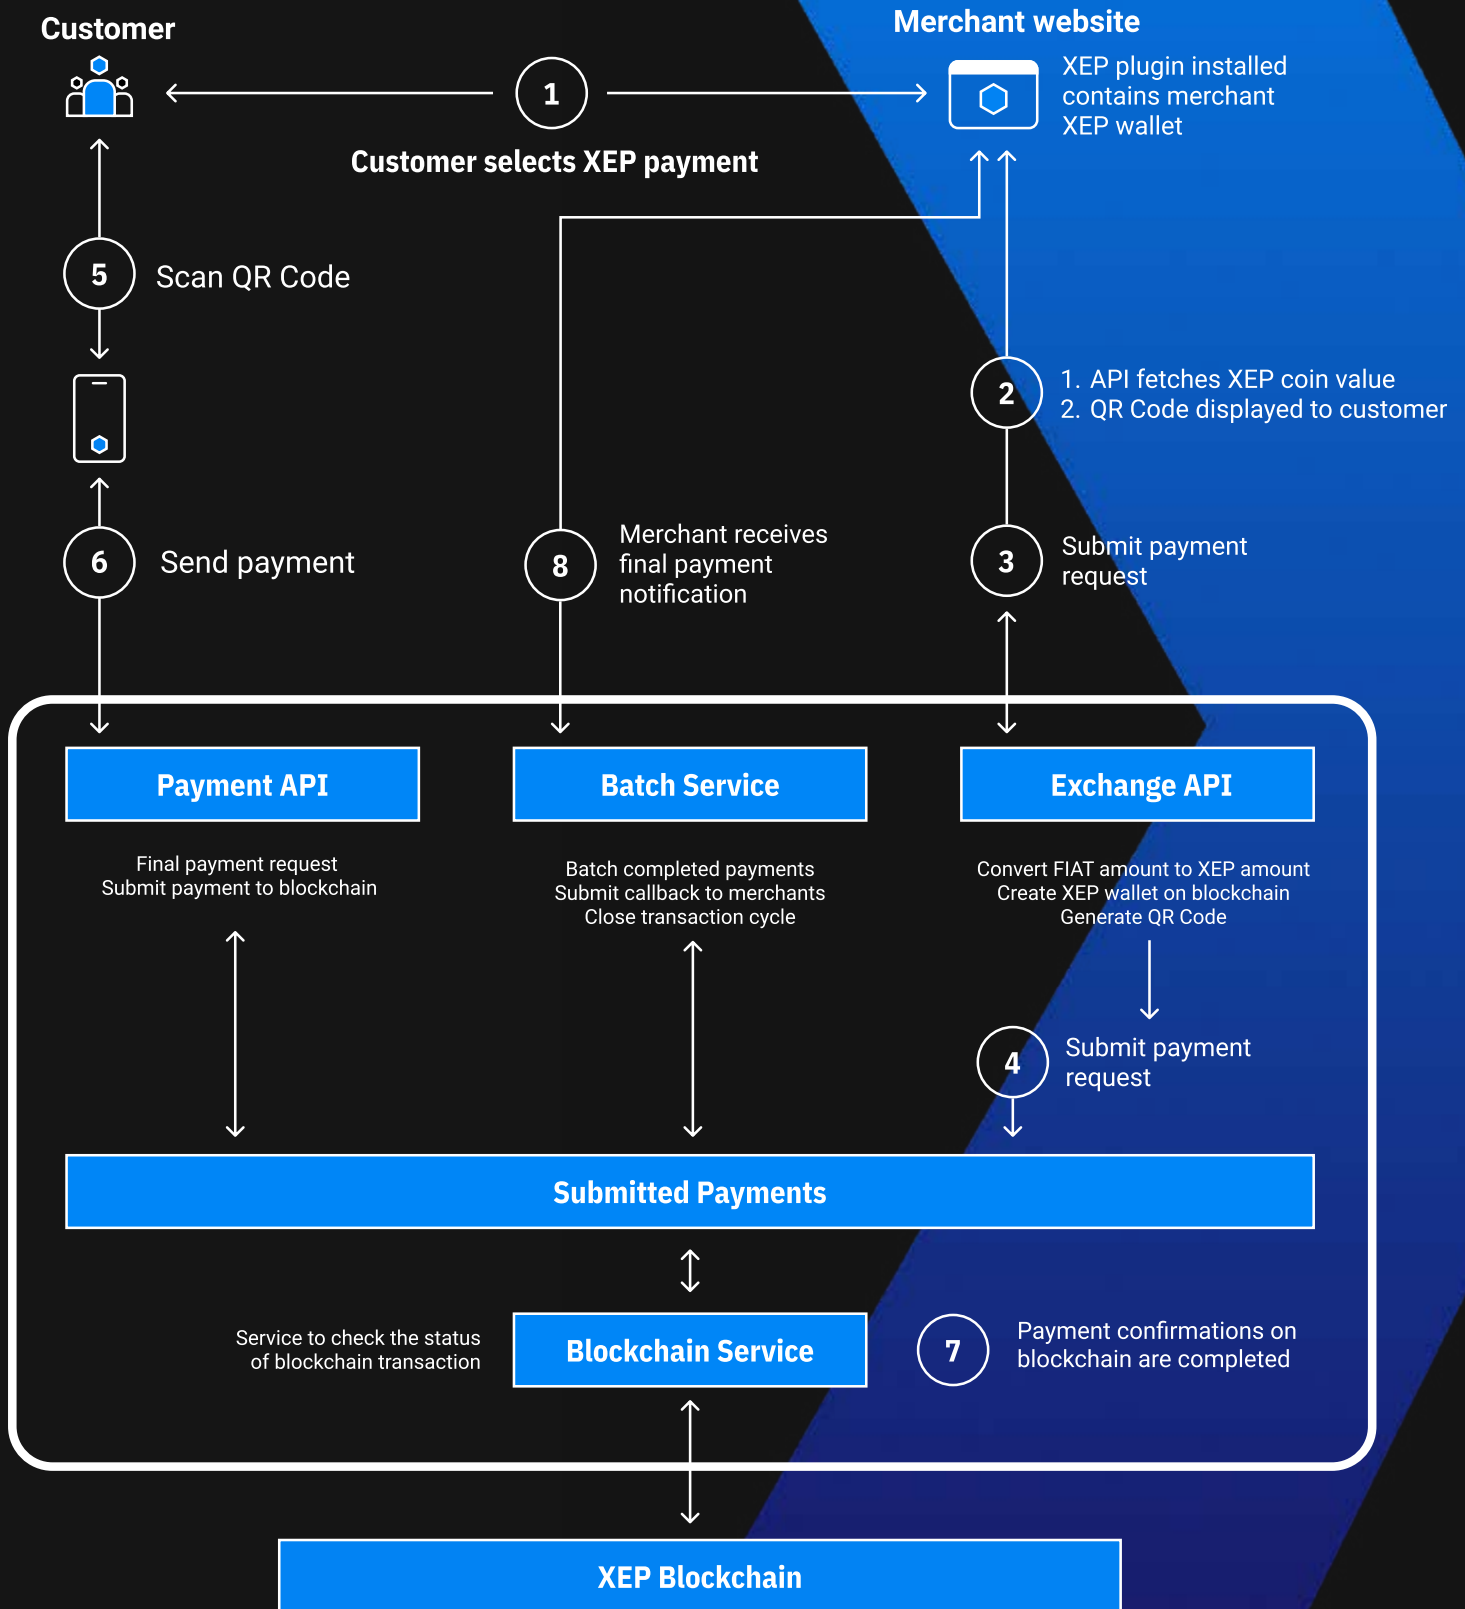 Customer
Merchant website
XEP plugin installed
contains merchant
XEP wallet
1
Customer selects XEP payment
5
Scan QR Code
2
1. API fetches XEP coin value
2. QR Code displayed to customer
6
Send payment
8
Merchant receives
final payment
notification
3
Submit payment
request
Payment API
Batch Service
Exchange API
Final payment request
Submit payment to blockchain
Batch completed payments
Submit callback to merchants
Close transaction cycle
Convert FIAT amount to XEP amount
Create XEP wallet on blockchain
Generate QR Code
4
Submit payment
request
Submitted Payments
Service to check the status
of blockchain transaction
Blockchain Service
7
Payment confirmations on
blockchain are completed
XEP Blockchain